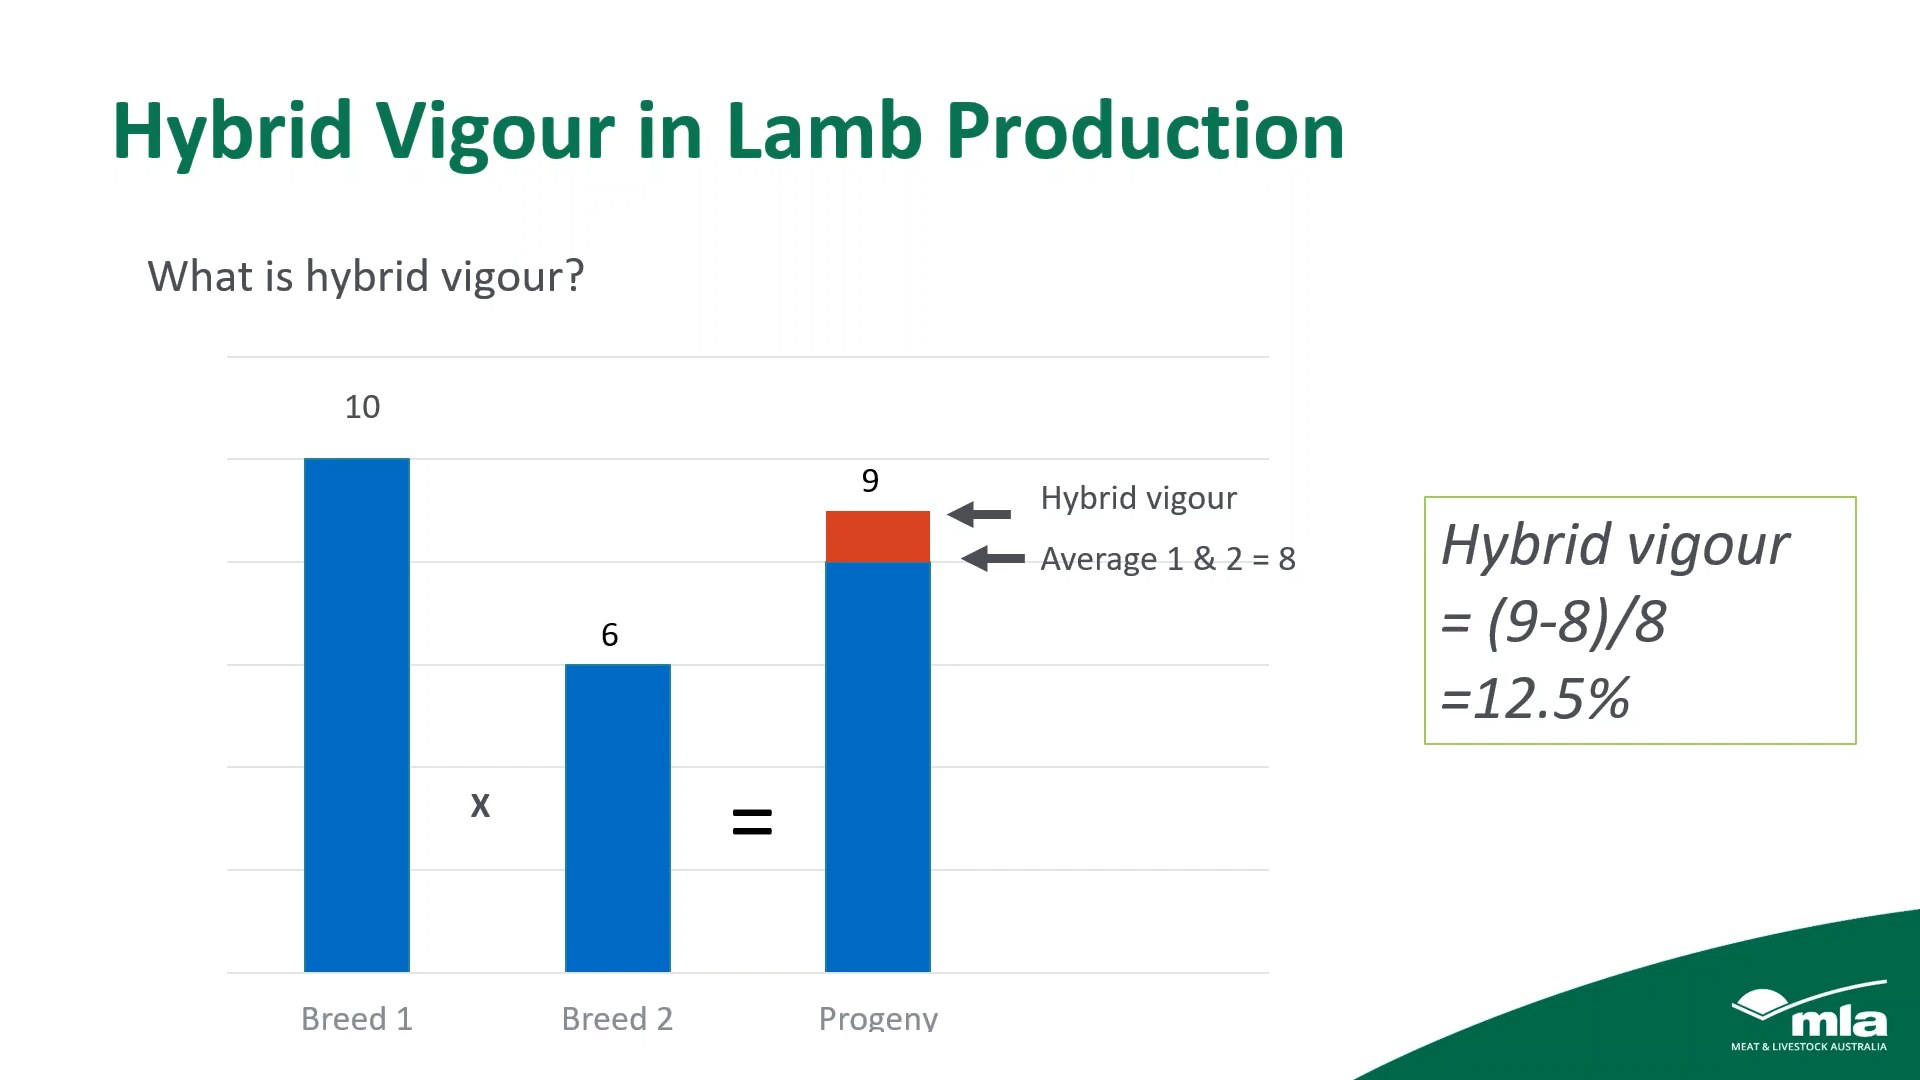 Hybrid Vigour in Lamb Production
What is hybrid vigour?
10
9
Hybrid vigour
Average 1 & 2 = 8
6
x
=
Hybrid vigour
= (9-8)/8
=12.5%
Breed 1
Breed 2
Progeny
mla
MEAT & LIVESTOCK AUSTRALIA